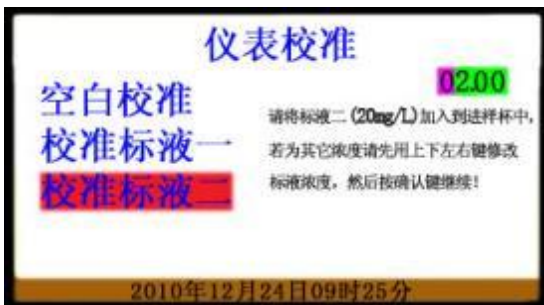 仪表校准
02.00
空白校准
校准标液一
校准标液二
请将标液二(20mg/L)加入到进样杯中,
若为其它浓度请先用上下左右键修改
标液浓度，然后按确认键继续！
2010年12月24日09时25分